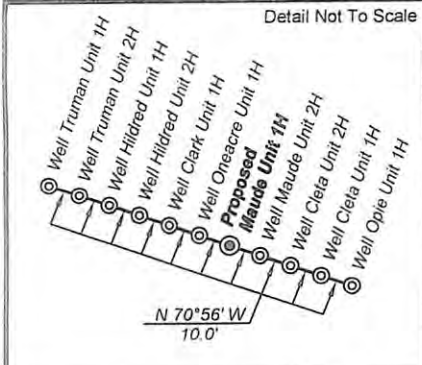 Detail Not To Scale
Well Truman Unit 1H
Well Truman Unit 2H
Well Hildred Unit 1H
Well Hildred Unit 2H
Well Clark Unit 1H
Well Oneacre Unit 1H
Proposed
Maude Unit 1H
Well Maude Unit 2H
Well Cleta Unit 2H
Well Cleta Unit 1H
Well Opie Unit 1H
N 70°56' W
10.0'